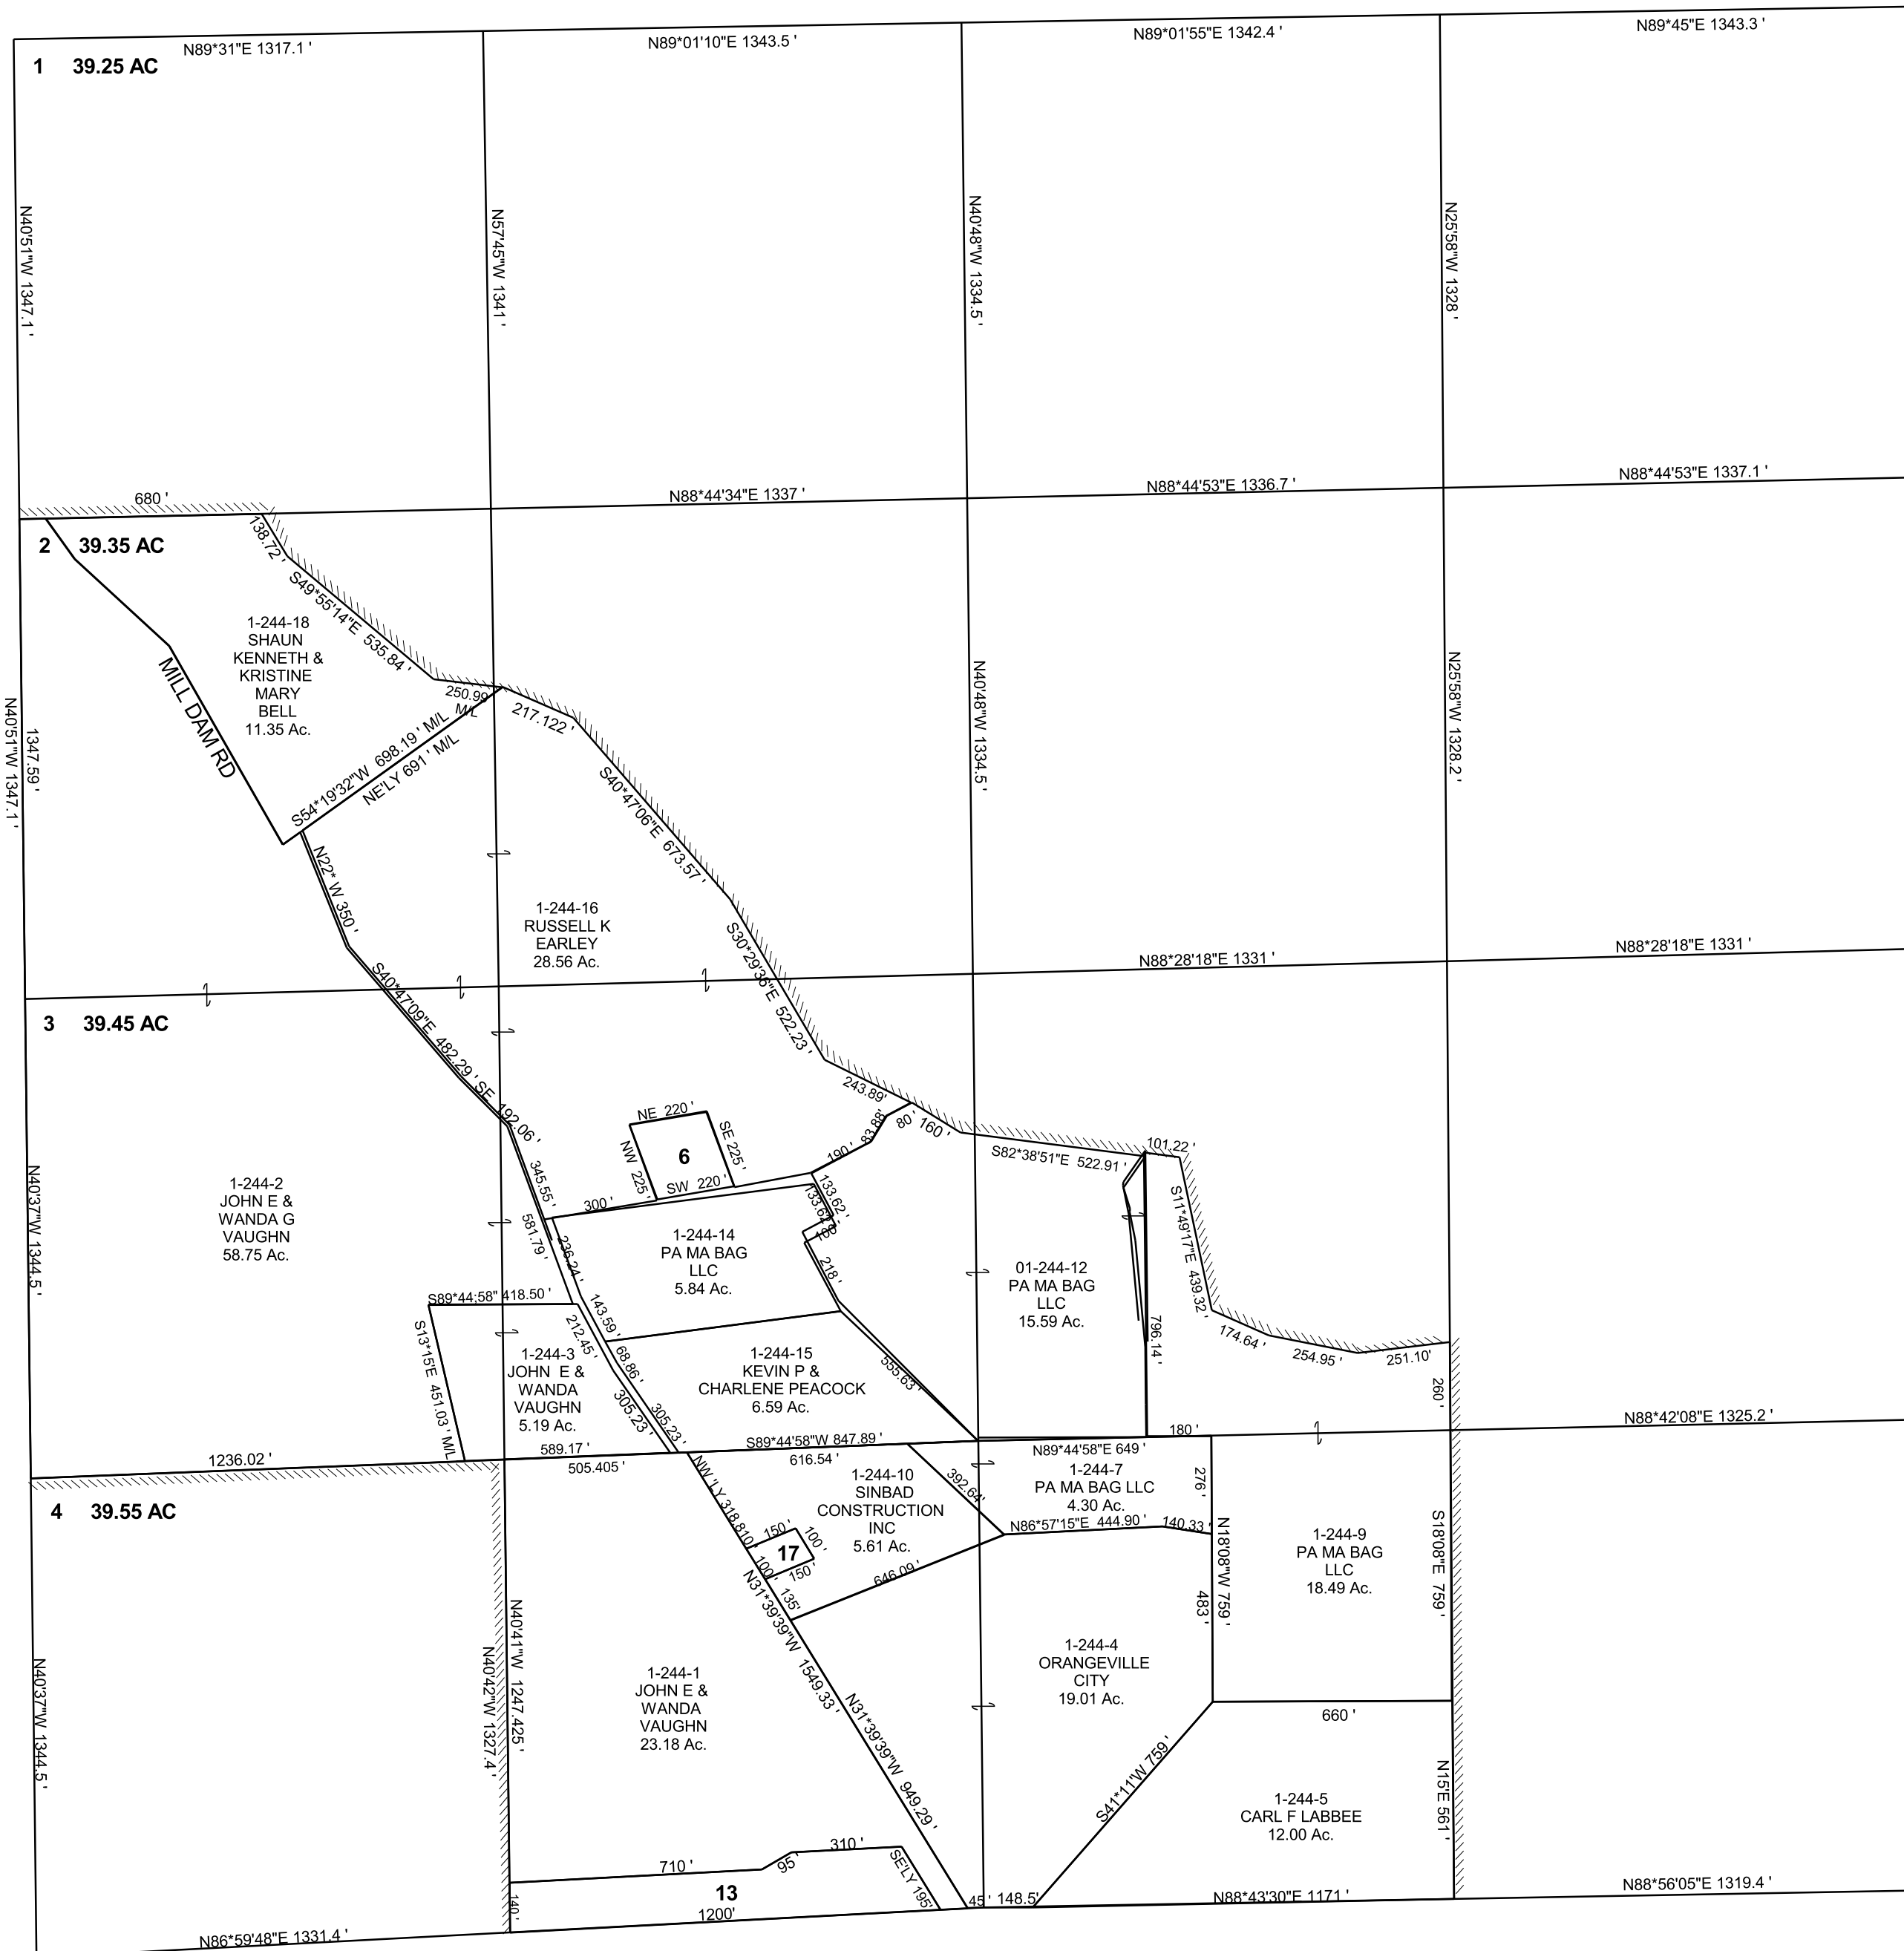 N89*31"E 1317.1 '
N89*01'10"E 1343.5 '
N89*01'55"E 1342.4 '
N89*45"E 1343.3 '
1 39.25 AC
N40'51"W 1347.1 '
N57'45"W 1341 '
N40'48"W 1334.5 '
N25'58"W 1328 '
680 '
N88*44'34"E 1337 '
N88*44'53"E 1336.7 '
N88*44'53"E 1337.1 '
2 39.35 AC
138.72 '
S49*55'14"E 535.84 '
1-244-18
SHAUN
KENNETH &
KRISTINE
MARY
BELL
11.35 Ac.
MILL DAM RD
250.99
M/L
217.122 '
S54*19'32"W 698.19 ' M/L
NE'LY 691 ' M/L
N40'51"W 1347.1 '
1347.59 '
S40*47'06"E 673.57 '
N40'48"W 1334.5 '
N25'58"W 1328.2 '
N22* W 350 '
1-244-16
RUSSELL K
EARLEY
28.56 Ac.
S30*29'36"E 522.23 '
N88*28'18"E 1331 '
N88*28'18"E 1331 '
3 39.45 AC
S40*47'09"E 482.29 '
SE 192.06 '
243.89'
80'
160 '
83.88'
190'
NE 220 '
SE 225 '
NW 225 '
SW 220 '
6
S82*38'51"E 522.91 '
101.22 '
S11*49'17"E 439.32 '
N40'37"W 1344.5 '
1-244-2
JOHN E &
WANDA G
VAUGHN
58.75 Ac.
345.55 '
300 '
581.79 '
236.24'
133.62 '
133.62 '
218'
1-244-14
PA MA BAG
LLC
5.84 Ac.
01-244-12
PA MA BAG
LLC
15.59 Ac.
796.14 '
174.64 '
254.95 '
251.10'
260 '
S89*44;58" 418.50 '
143.59 '
212.45 '
68.86 '
S13*15'E 451.03 ' M/L
1-244-3
JOHN E &
WANDA
VAUGHN
5.19 Ac.
305.23 '
305.23 '
1-244-15
KEVIN P &
CHARLENE PEACOCK
6.59 Ac.
555.63'
1236.02 '
589.17 '
505.405 '
S89*44'58"W 847.89 '
616.54 '
N89*44'58"E 649 '
180 '
N88*42'08"E 1325.2 '
4 39.55 AC
NW 'LY 318.810 '
1-244-10
SINBAD
CONSTRUCTION
INC
5.61 Ac.
392.64'
1-244-7
PA MA BAG LLC
4.30 Ac.
276 '
N86*57'15"E 444.90 '
140.33 '
150 '
100 '
17
100 '
150 '
135 '
646.09'
N18'08"W 759 '
483 '
1-244-9
PA MA BAG
LLC
18.49 Ac.
S18'08"E 759 '
N40'37"W 1344.5 '
N40'42"W 1327.4 '
N40'41"W 1247.425 '
1-244-1
JOHN E &
WANDA
VAUGHN
23.18 Ac.
N31*39'39"W 1549.33 '
N31*39'39"W 949.29 '
1-244-4
ORANGEVILLE
CITY
19.01 Ac.
S41*11'W 759 '
660 '
1-244-5
CARL F LABBEE
12.00 Ac.
N15'E 561 '
710 '
95 '
310 '
SE'LY 195'
13
140 '
1200'
45 '
148.5'
N88*43'30"E 1171 '
N88*56'05"E 1319.4 '
N86*59'48"E 1331.4 '